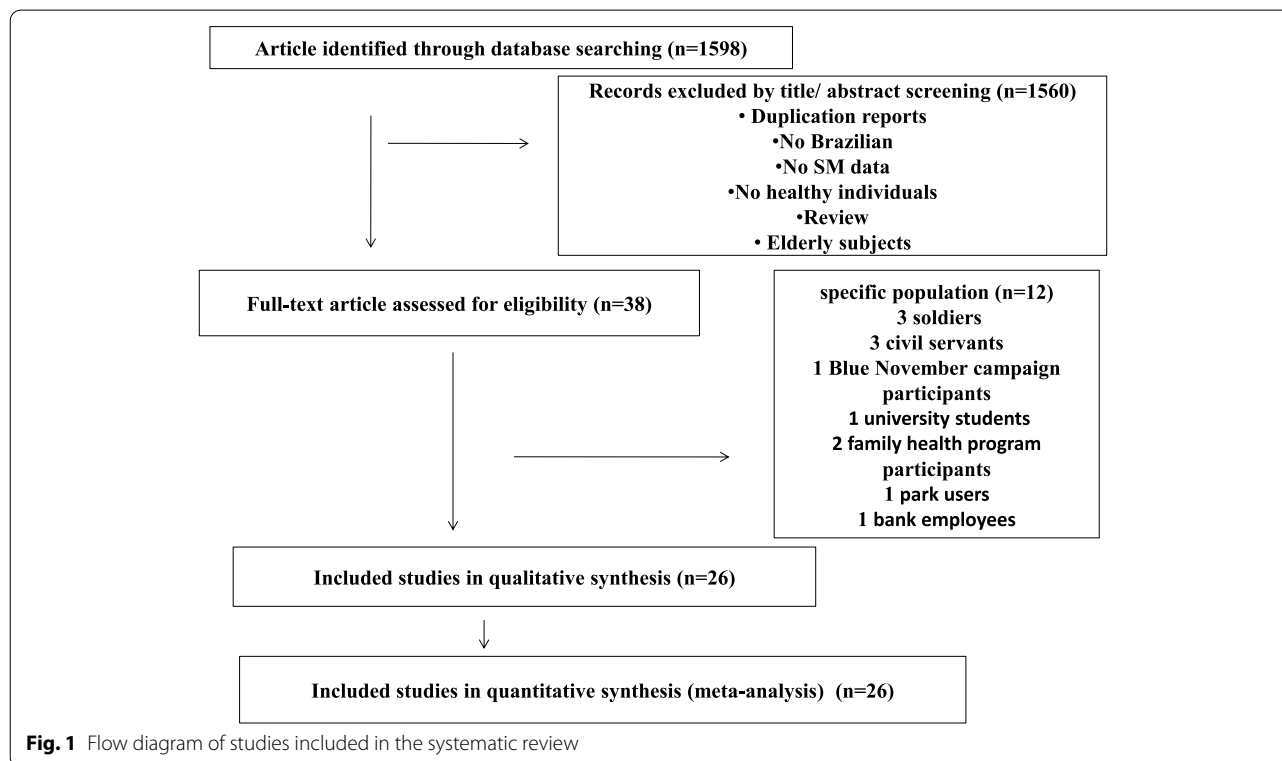 Article identified through database searching (n=1598)
Records excluded by title/ abstract screening (n=1560)
• Duplication reports
•No Brazilian
•No SM data
•No healthy individuals
•Review
• Elderly subjects
Full-text article assessed for eligibility (n=38)
specific population (n=12)
3 soldiers
3 civil servants
1 Blue November campaign
participants
1 university students
2 family health program
participants
1 park users
1 bank employees
Included studies in qualitative synthesis (n=26)
Included studies in quantitative synthesis (meta-analysis) (n=26)
Fig. 1 Flow diagram of studies included in the systematic review